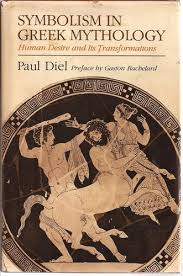 SYMBOLISM IN
GREEK MYTHOLOGY
Human Desire and Its Transformations
Paul Diel Preface by Gaston Bachelard